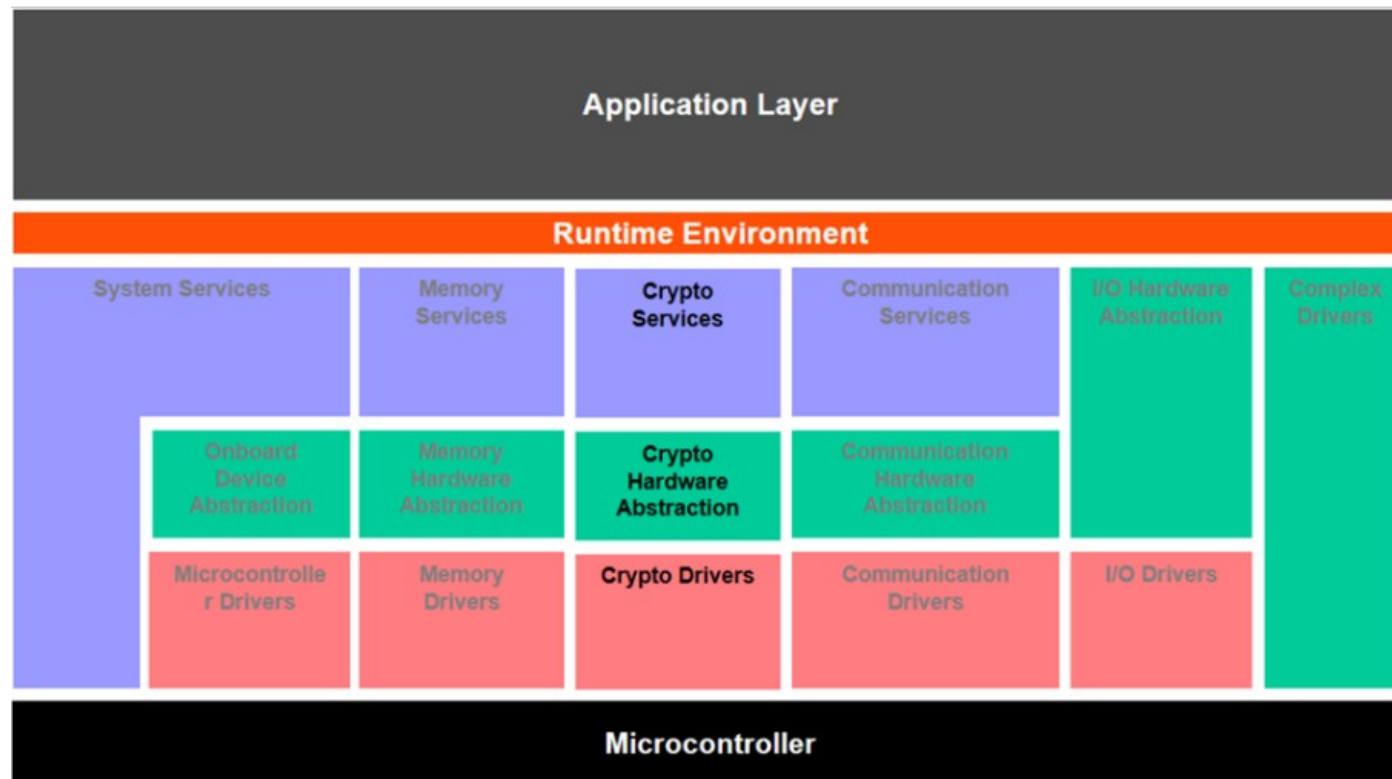 Application Layer
Runtime Environment
System Services
Memory
Services
Crypto
Services
Communication
Services
I/O Hardware
Abstraction
Complex
Drivers
Onboard
Device
Abstraction
Memory
Hardware
Abstraction
Crypto
Hardware
Abstraction
Communication
Hardware
Abstraction
Microcontrolle
r Drivers
Memory
Drivers
Crypto Drivers
Communication
Drivers
I/O Drivers
Microcontroller